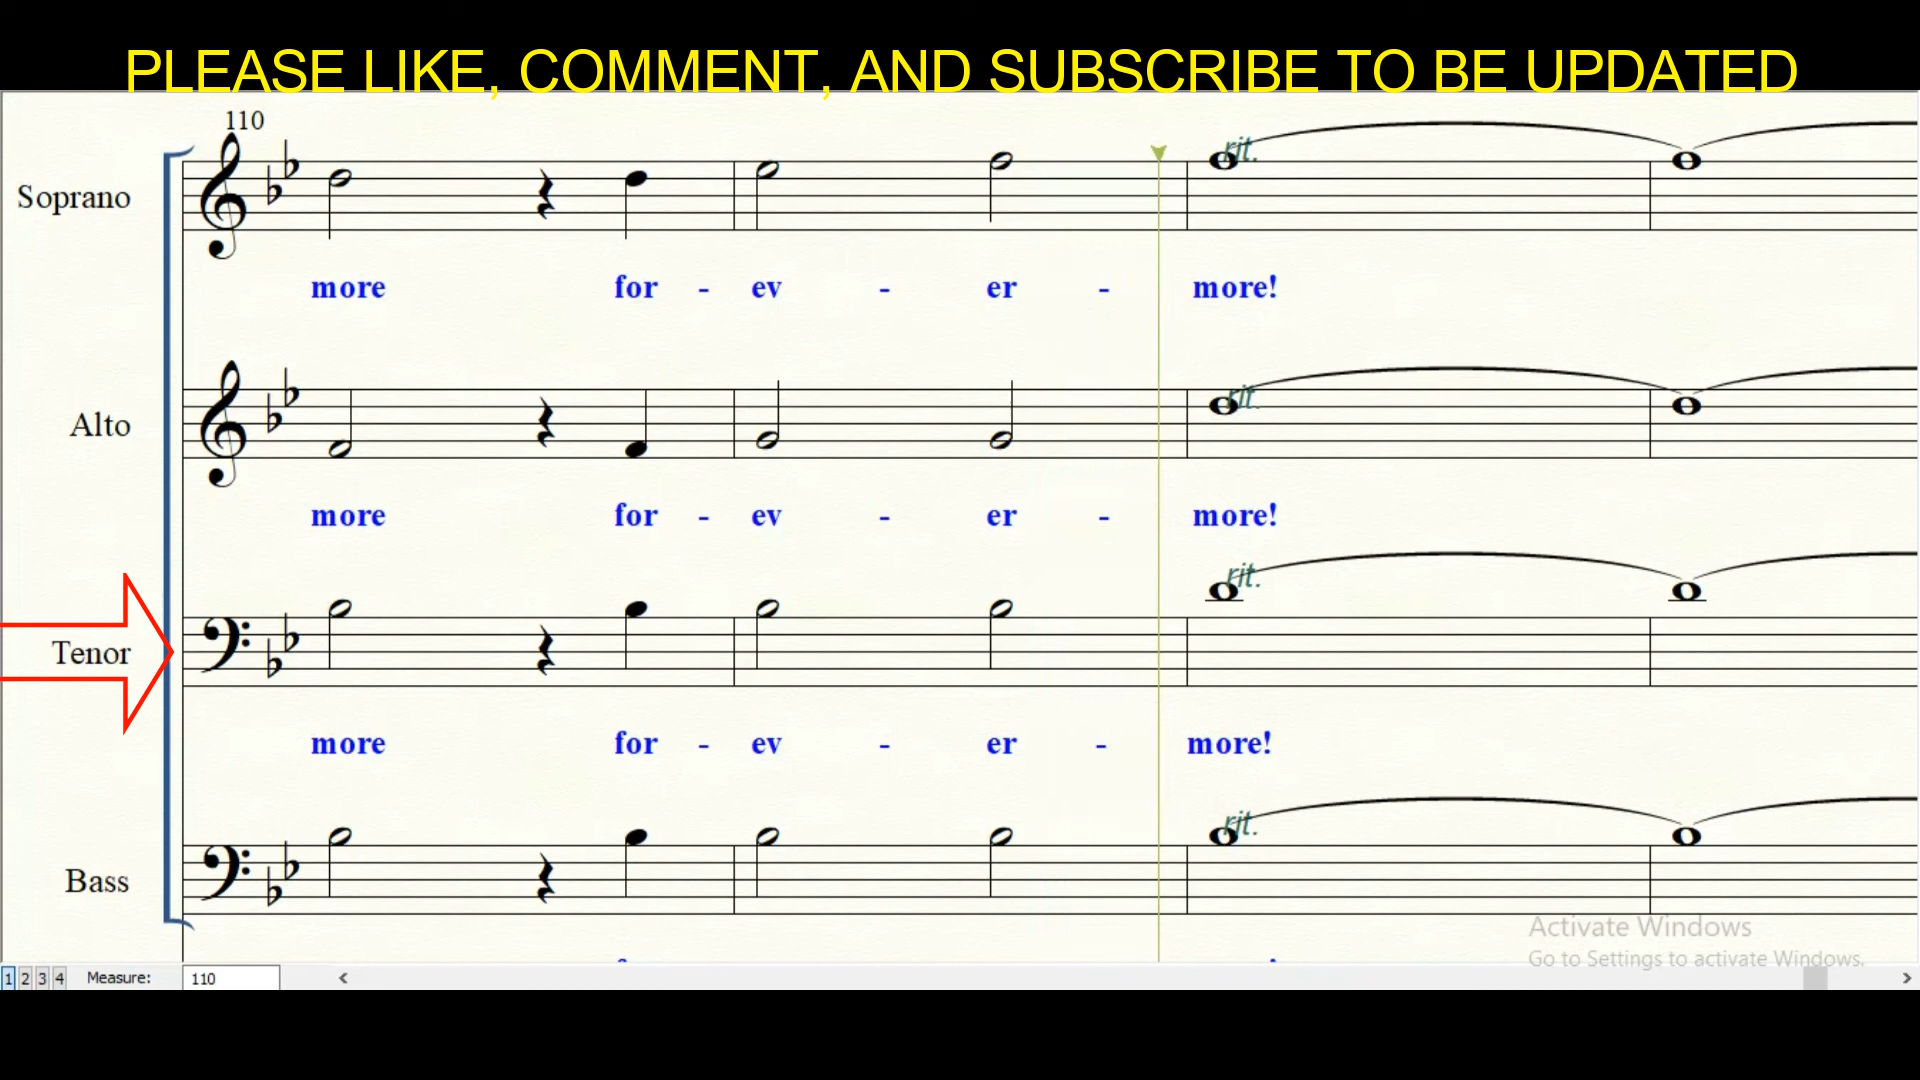 PLEASE LIKE, COMMENT, AND SUBSCRIBE TO BE UPDATED
110
Soprano
rit.
more for - ev - er - more!
Alto
rit.
more for - ev - er - more!
rit.
Tenor
more for - ev - er - more!
rit.
Bass
Activate Windows
Go to Settings to activate Windows.
1 2 3 4 Measure: 110